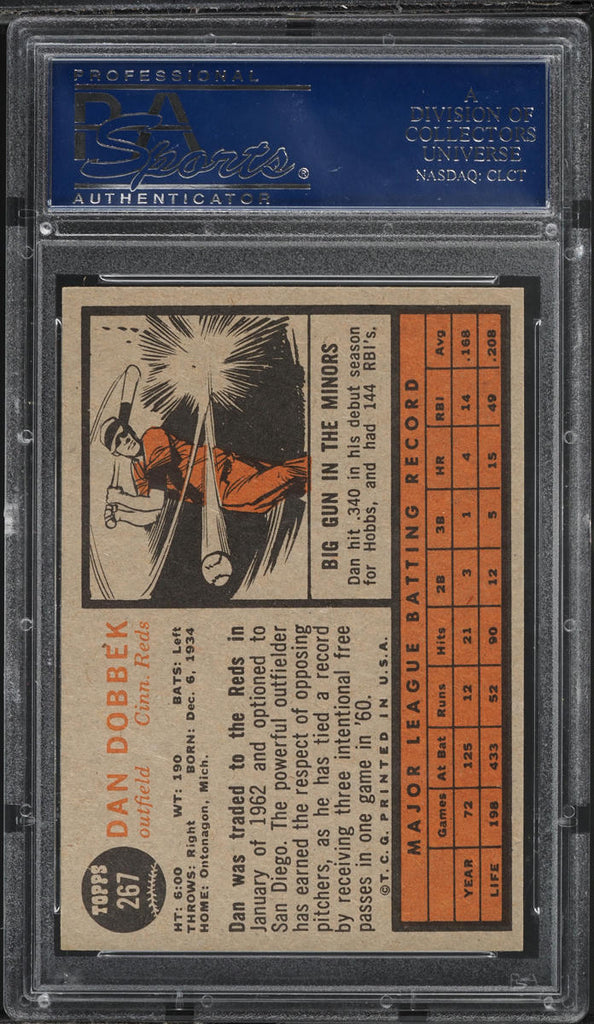 PROFESSIONAL
PSA
Sports®
AUTHENTICATOR
A
DIVISION OF
COLLECTORS
UNIVERSE
NASDAQ: CLCT
TOPPS
267
DAN DOBBEK
outfield Cinn. Reds
HT: 6:00 WT: 190 BATS: Left
THROWS: Right BORN: Dec. 6, 1934
HOME: Ontonagon, Mich.
Dan was traded to the Reds in
January of 1962 and optioned to
San Diego. The powerful outfielder
has earned the respect of opposing
pitchers, as he has tied a record
by receiving three intentional free
passes in one game in '60.
©T.C.G. PRINTED IN U.S.A.
BIG GUN IN THE MINORS
Dan hit .340 in his debut season
for Hobbs, and had 144 RBI's.
MAJOR LEAGUE BATTING RECORD
Games At Bat Runs Hits 2B 3B HR RBI Avg
YEAR 72 125 12 21 3 1 4 14 .168
LIFE 198 433 52 90 12 5 15 49 .208
PSA